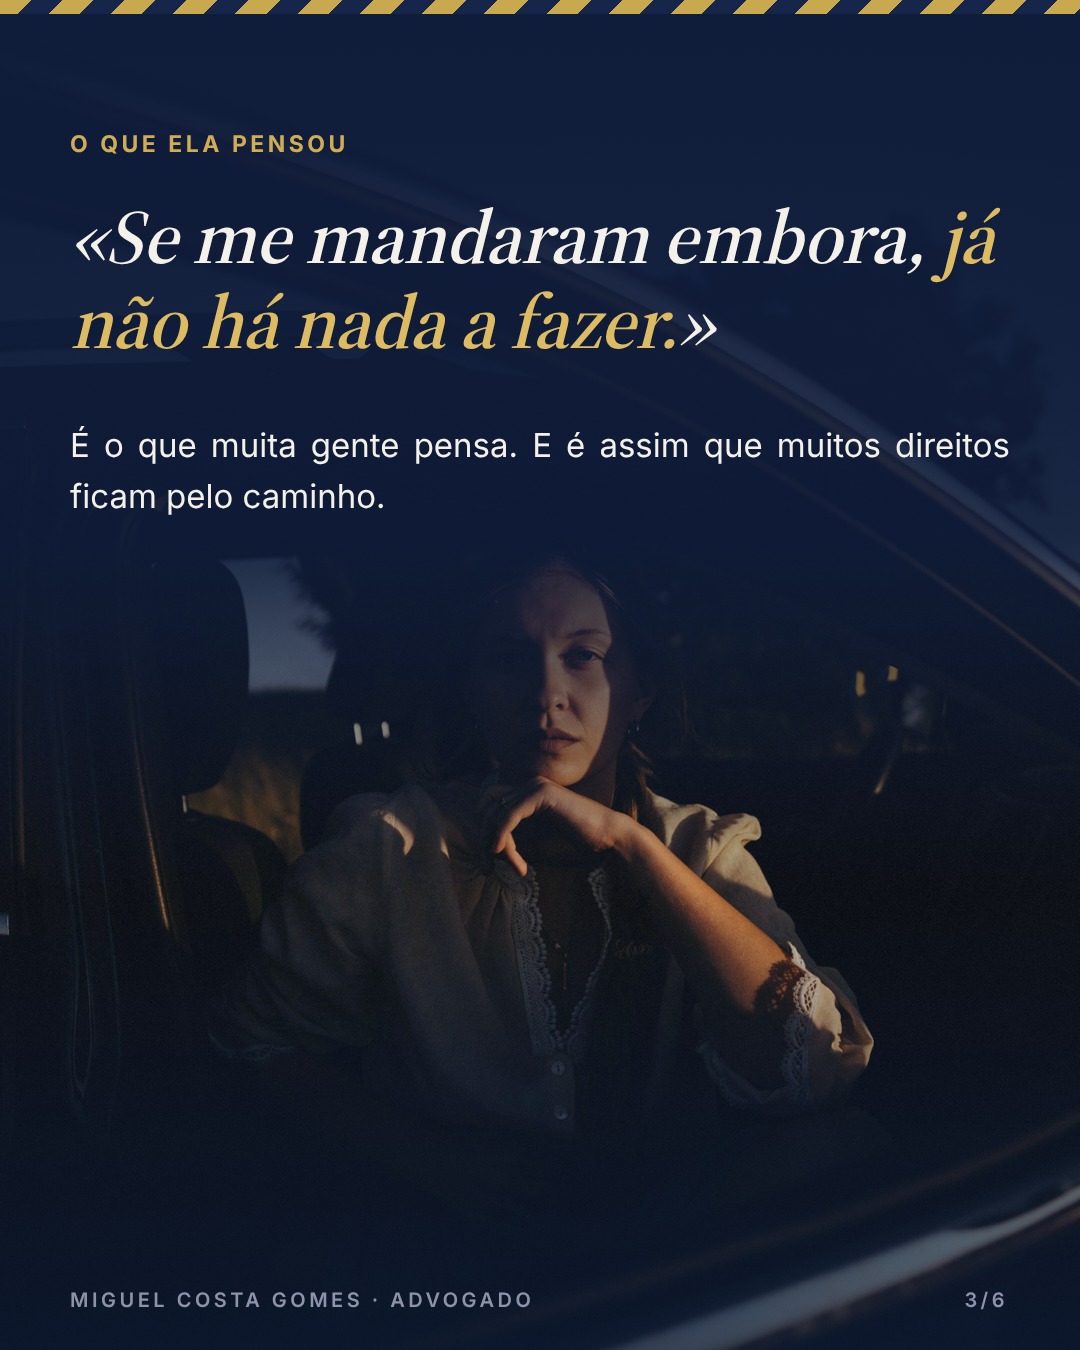 O QUE ELA PENSOU
«Se me mandaram embora, já
não há nada a fazer.»
É o que muita gente pensa. E é assim que muitos direitos
ficam pelo caminho.
MIGUEL COSTA GOMES · ADVOGADO
3/6